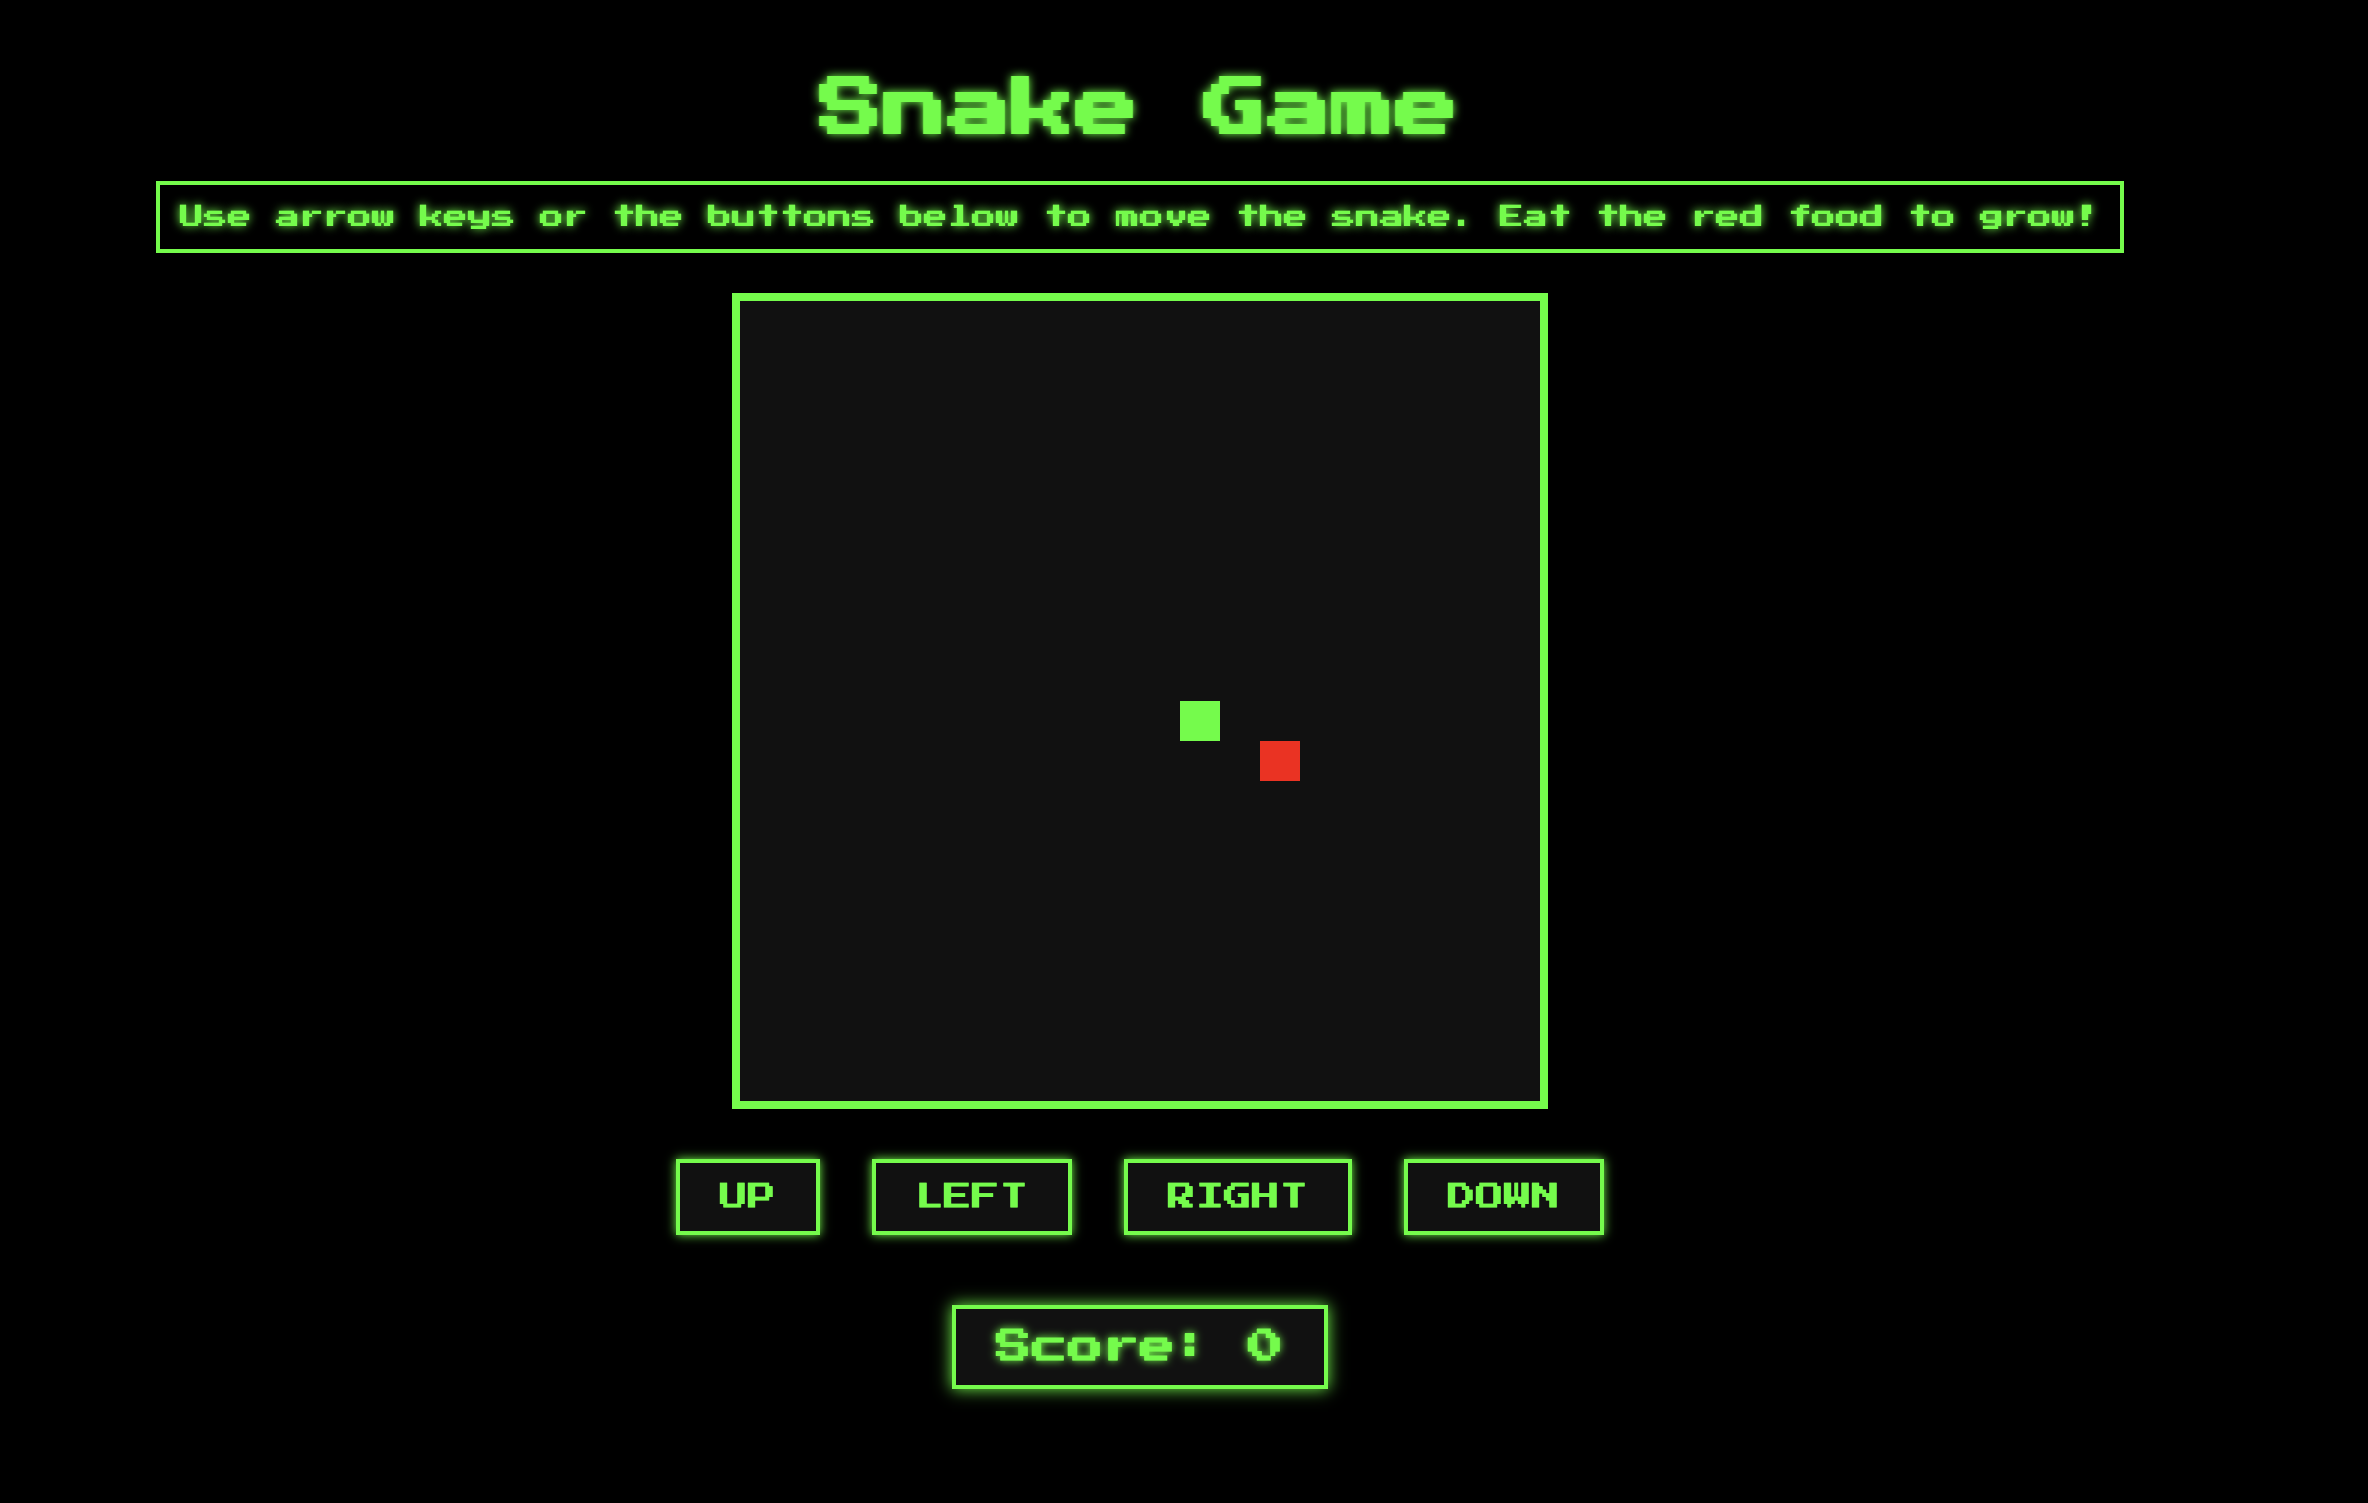 Snake Game
Use arrow keys or the buttons below to move the snake. Eat the red food to grow!
UP
LEFT
RIGHT
DOWN
Score: 0